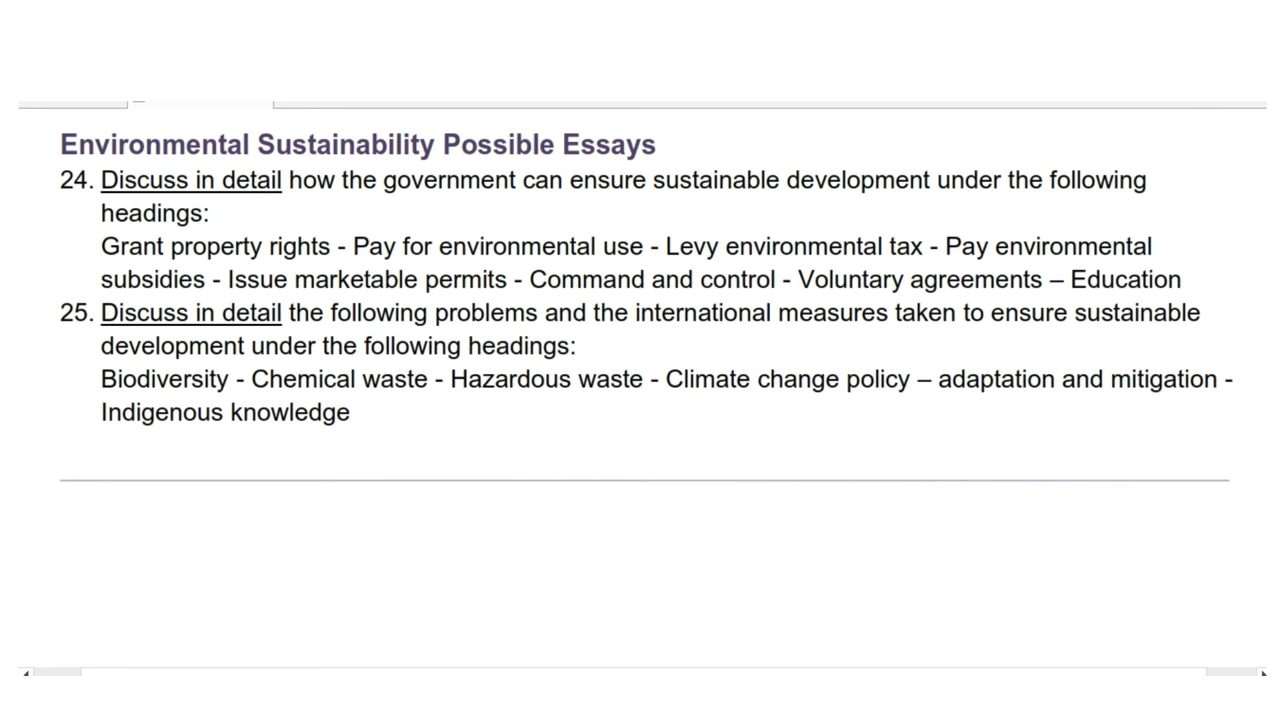 Environmental Sustainability Possible Essays
24. Discuss in detail how the government can ensure sustainable development under the following
headings:
Grant property rights - Pay for environmental use - Levy environmental tax - Pay environmental
subsidies - Issue marketable permits - Command and control - Voluntary agreements – Education
25. Discuss in detail the following problems and the international measures taken to ensure sustainable
development under the following headings:
Biodiversity - Chemical waste - Hazardous waste - Climate change policy – adaptation and mitigation -
Indigenous knowledge